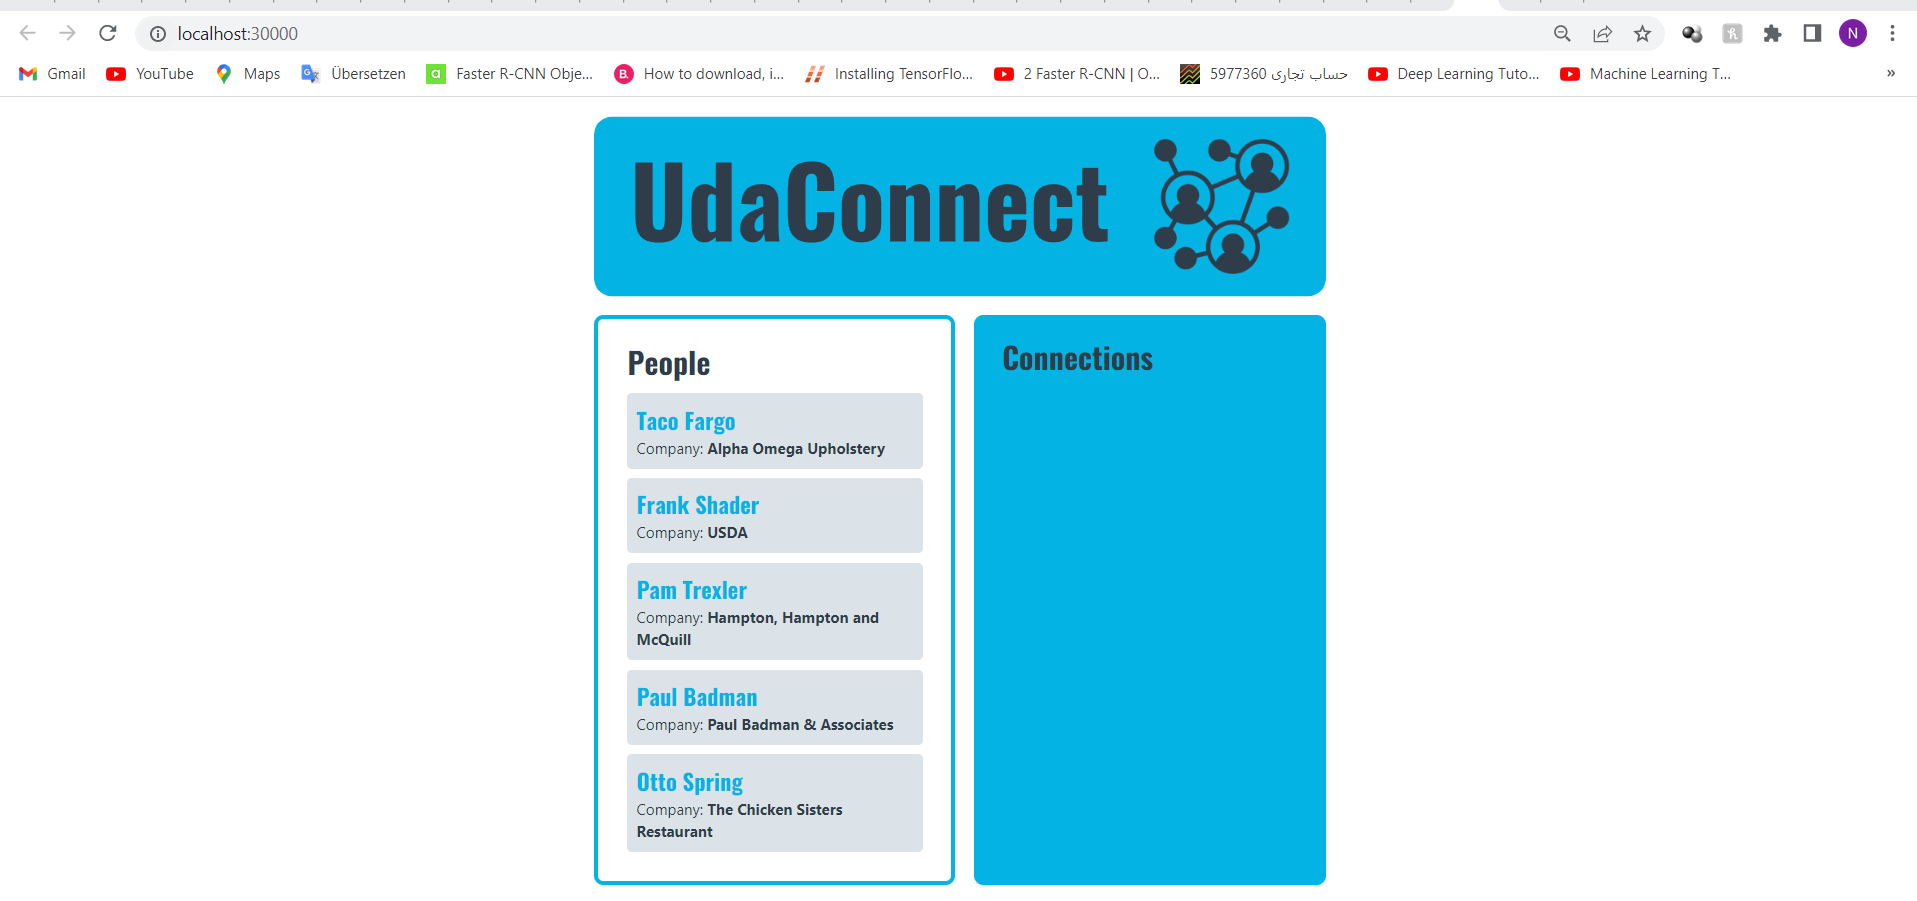 localhost:30000
N
Gmail
YouTube
Maps
Übersetzen
Faster R-CNN Obje...
How to download, i...
Installing TensorFlo...
2 Faster R-CNN | O...
حساب تجاری 5977360
Deep Learning Tuto...
Machine Learning T...
»
UdaConnect
People
Taco Fargo
Company: Alpha Omega Upholstery
Frank Shader
Company: USDA
Pam Trexler
Company: Hampton, Hampton and
McQuill
Paul Badman
Company: Paul Badman & Associates
Otto Spring
Company: The Chicken Sisters
Restaurant
Connections